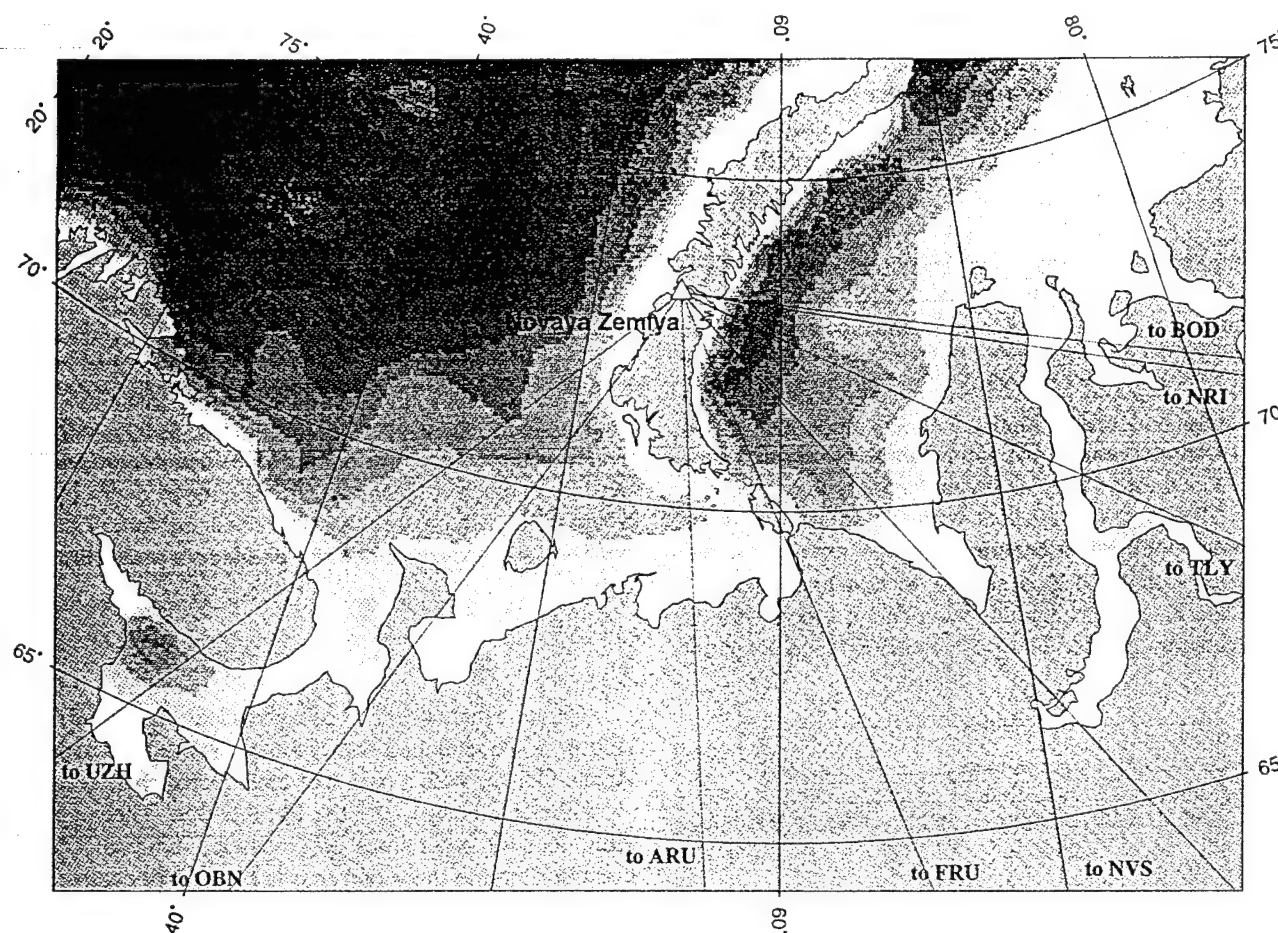 20° 75° 40° 60° 80° 75°
20°
70°
Novaya Zemlya
to BOD
to NRI
70°
to TLY
65°
to UZH
65°
to ARU
to FRU
to NVS
to OBN
40° 60°